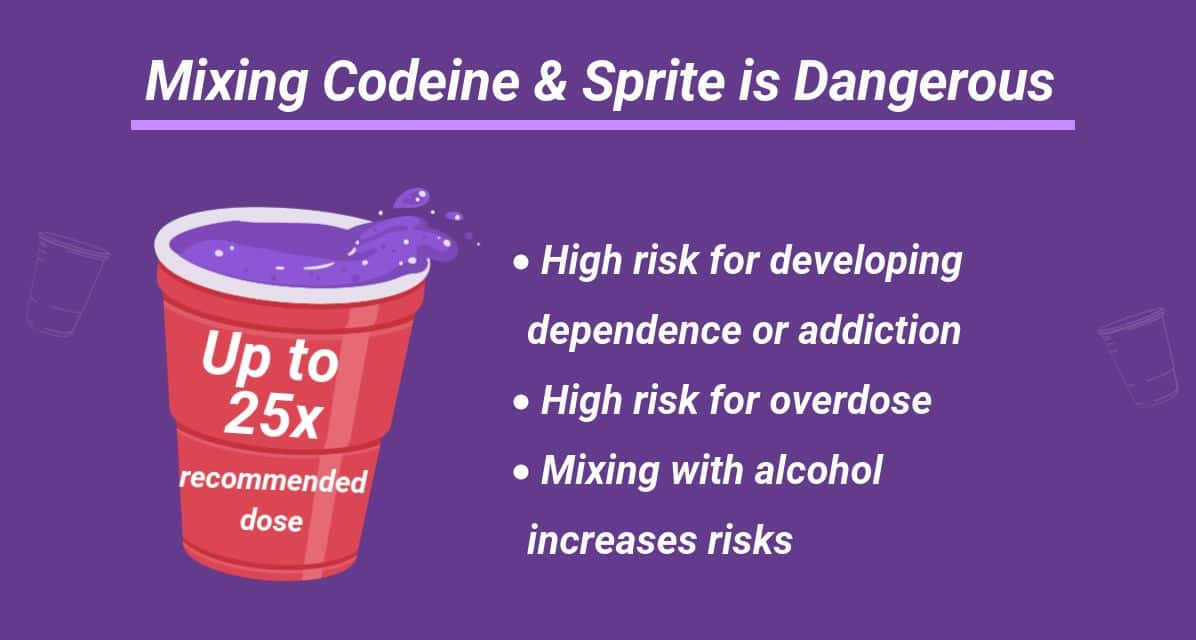 Mixing Codeine & Sprite is Dangerous
Up to
25x
recommended
dose
• High risk for developing
dependence or addiction
• High risk for overdose
• Mixing with alcohol
increases risks